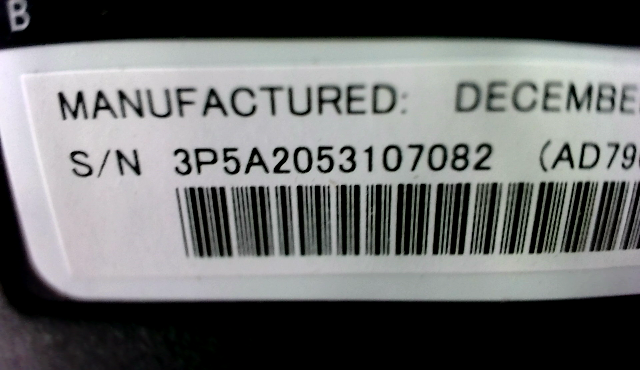 B
MANUFACTURED: DECEMBE
S/N 3P5A2053107082 (AD79